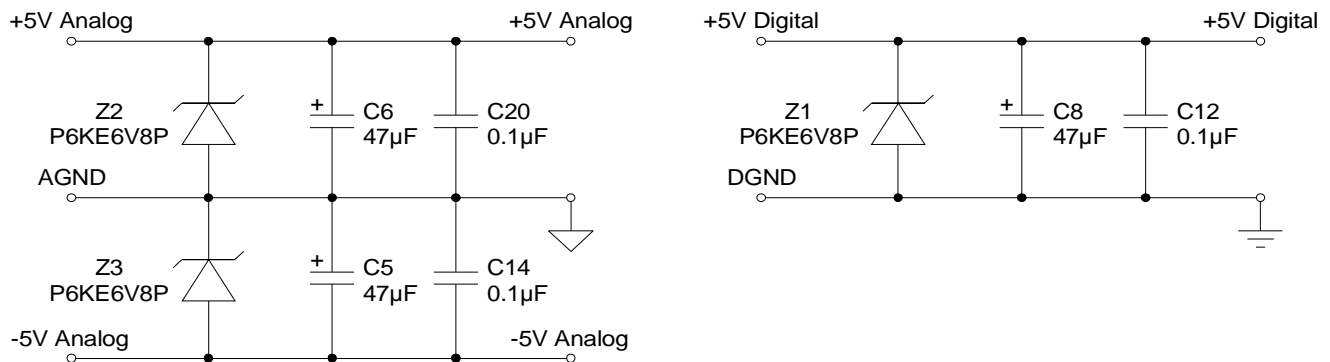 +5V Analog
+5V Analog
Z2
P6KE6V8P
+
C6
47µF
C20
0.1µF
AGND
Z3
P6KE6V8P
+
C5
47µF
C14
0.1µF
-5V Analog
-5V Analog
+5V Digital
+5V Digital
Z1
P6KE6V8P
+
C8
47µF
C12
0.1µF
DGND